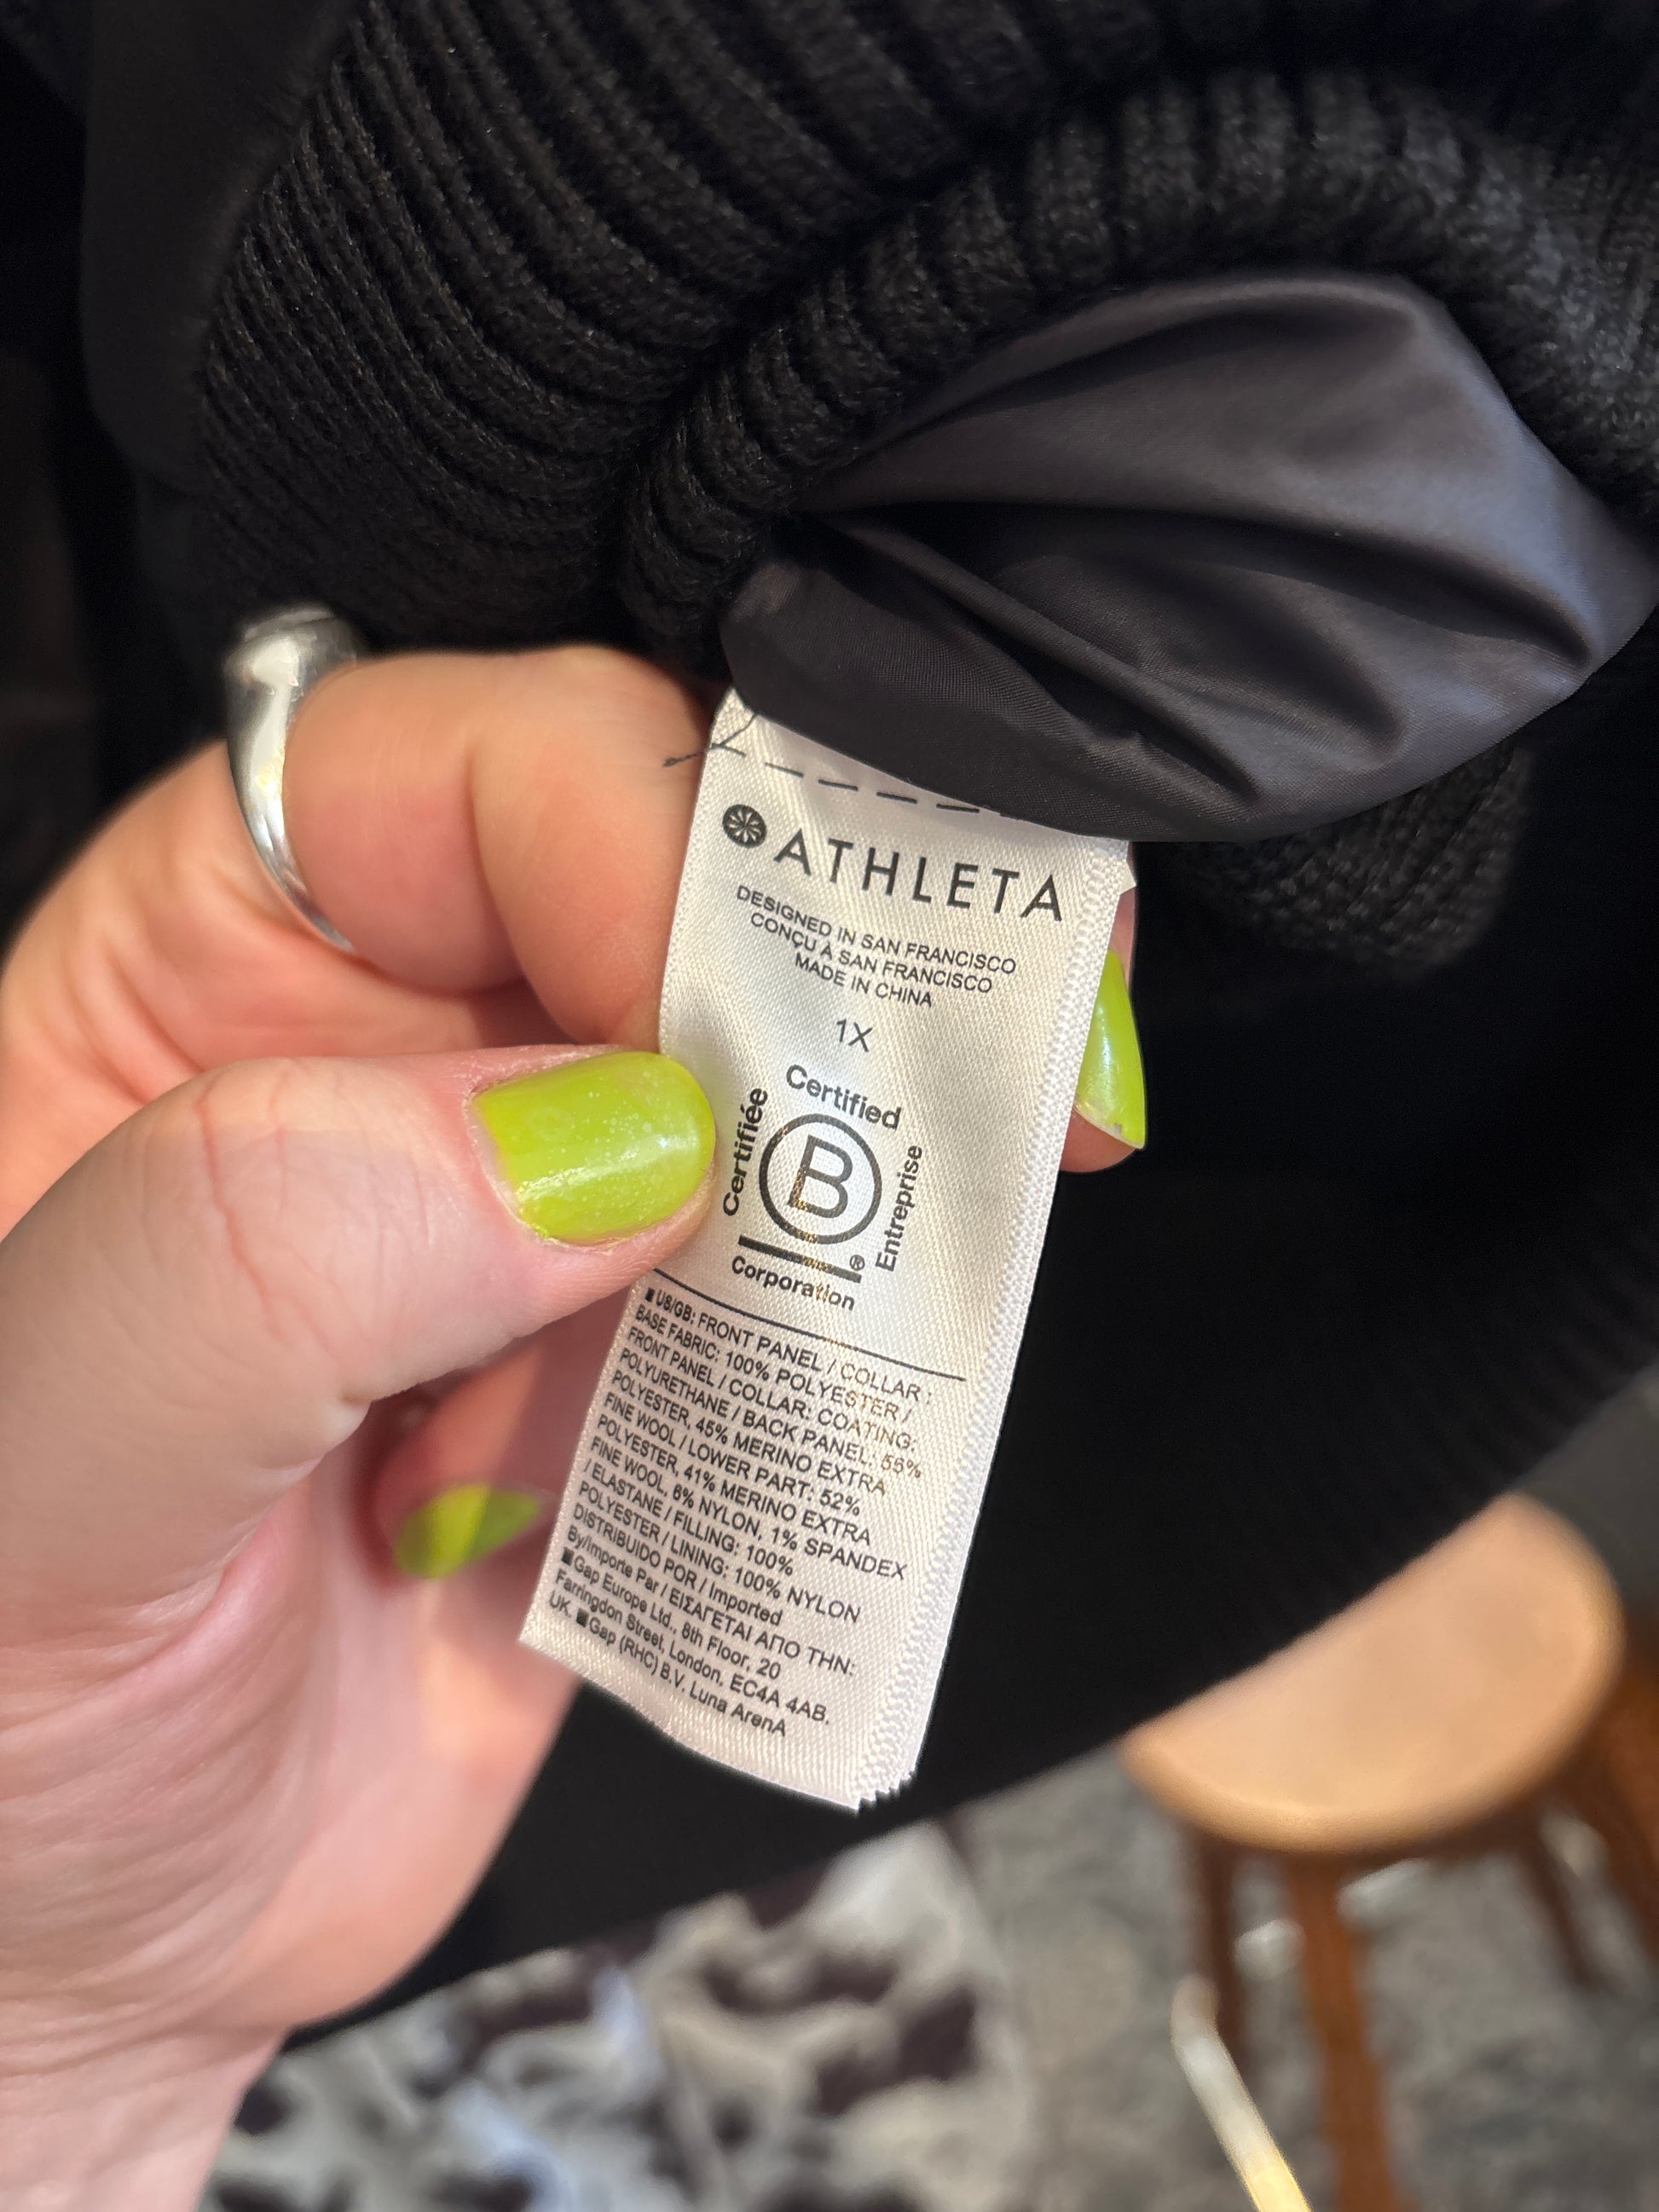 ATHLETA
DESIGNED IN SAN FRANCISCO
CONÇU À SAN FRANCISCO
MADE IN CHINA
1X
Certified
Certifiée
B
Entreprise
®
Corporation
■ US/GB: FRONT PANEL / COLLAR :
BASE FABRIC: 100% POLYESTER /
FRONT PANEL / COLLAR: COATING:
POLYURETHANE / BACK PANEL: 55%
POLYESTER, 45% MERINO EXTRA
FINE WOOL / LOWER PART: 52%
POLYESTER, 41% MERINO EXTRA
FINE WOOL, 6% NYLON, 1% SPANDEX
/ ELASTANE / FILLING: 100%
POLYESTER / LINING: 100% NYLON
DISTRIBUIDO POR / Imported
By/Importe Par / ΕΙΣΑΓΕΤΑΙ ΑΠΟ ΤΗΝ:
■Gap Europe Ltd., 8th Floor, 20
Farringdon Street, London, EC4A 4AB.
UK. ■Gap (RHC) B.V. Luna ArenA